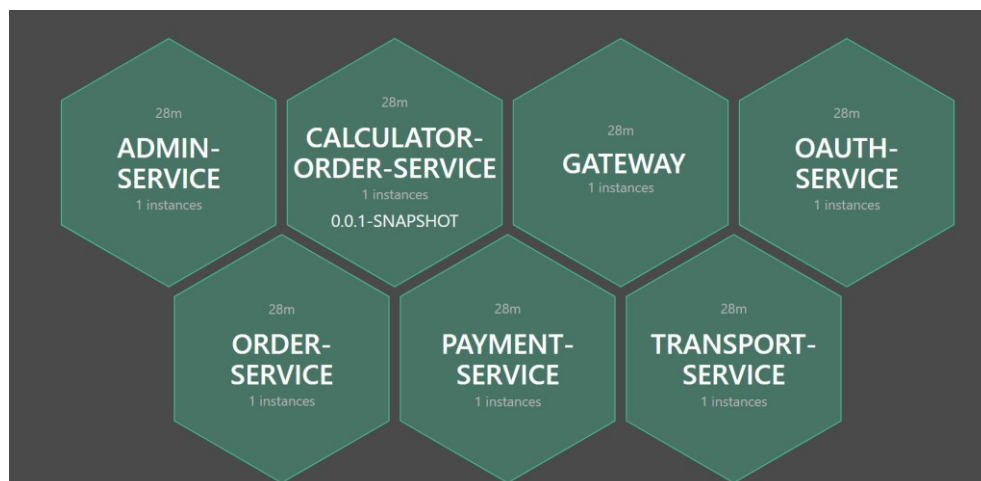 28m
ADMIN-
SERVICE
1 instances
28m
CALCULATOR-
ORDER-SERVICE
1 instances
0.0.1-SNAPSHOT
28m
GATEWAY
1 instances
28m
OAUTH-
SERVICE
1 instances
28m
ORDER-
SERVICE
1 instances
28m
PAYMENT-
SERVICE
1 instances
28m
TRANSPORT-
SERVICE
1 instances